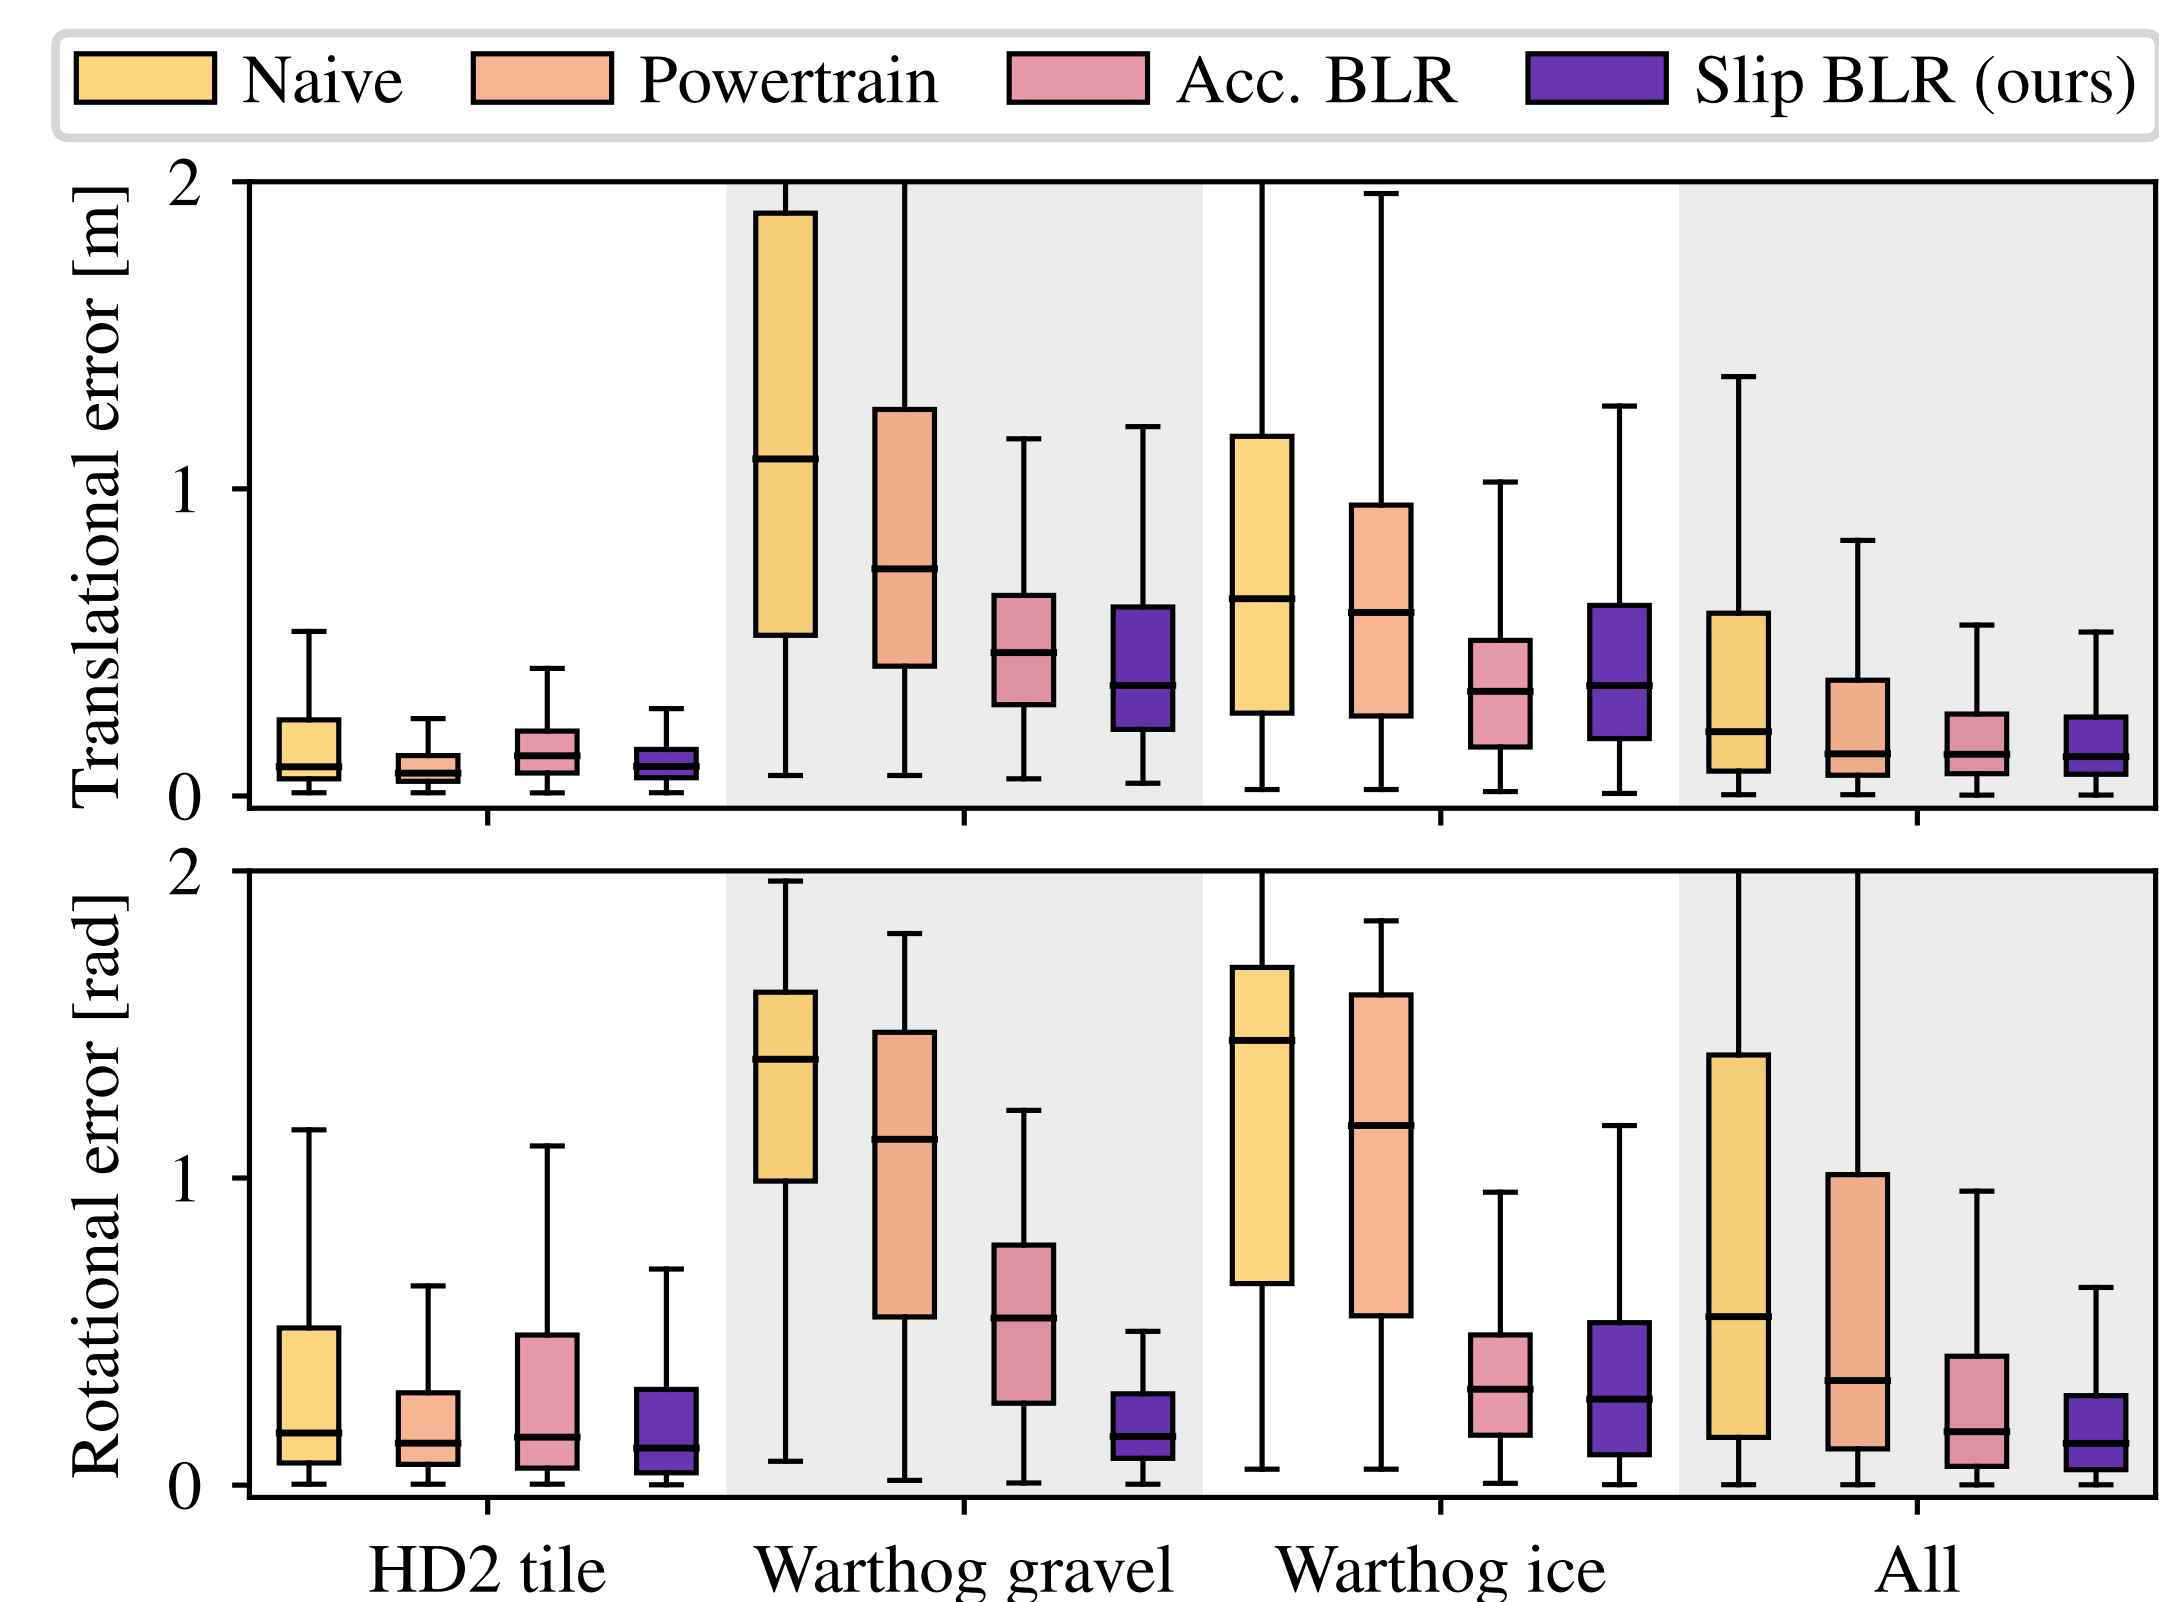 Naive Powertrain Acc. BLR Slip BLR (ours)
Translational error [m]
2
1
0
Rotational error [rad]
2
1
0
HD2 tile Warthog gravel Warthog ice All